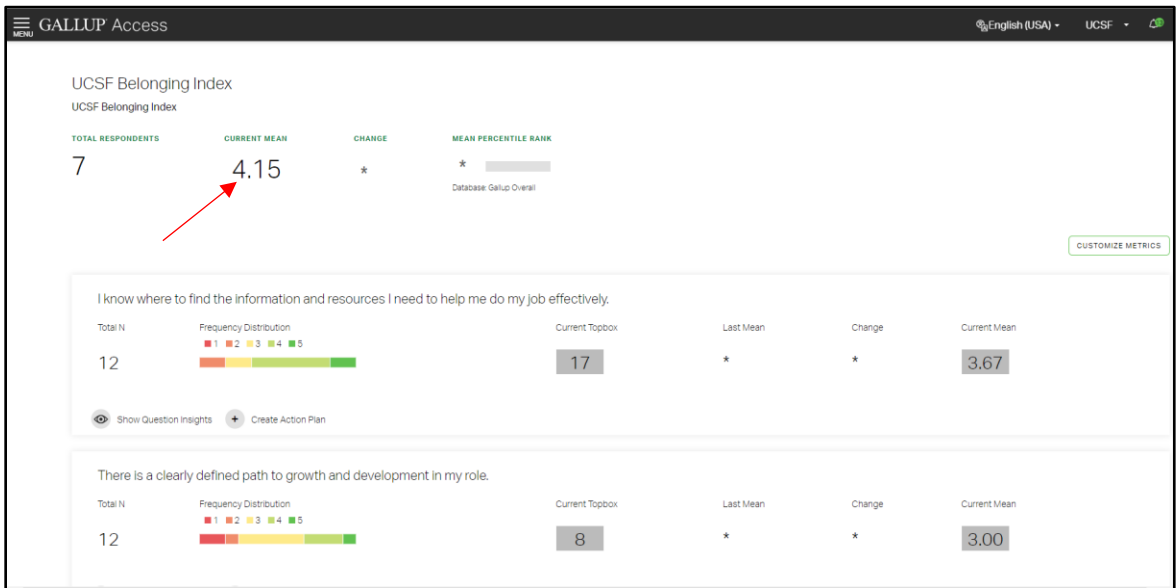 MENU GALLUP® Access English (USA) UCSF
UCSF Belonging Index
UCSF Belonging Index
TOTAL RESPONDENTS CURRENT MEAN CHANGE MEAN PERCENTILE RANK
7 4.15 * *
Database: Gallup Overall
CUSTOMIZE METRICS
I know where to find the information and resources I need to help me do my job effectively.
Total N Frequency Distribution Current Topbox Last Mean Change Current Mean
1 2 3 4 5
12 17 * * 3.67
Show Question Insights + Create Action Plan
There is a clearly defined path to growth and development in my role.
Total N Frequency Distribution Current Topbox Last Mean Change Current Mean
1 2 3 4 5
12 8 * * 3.00